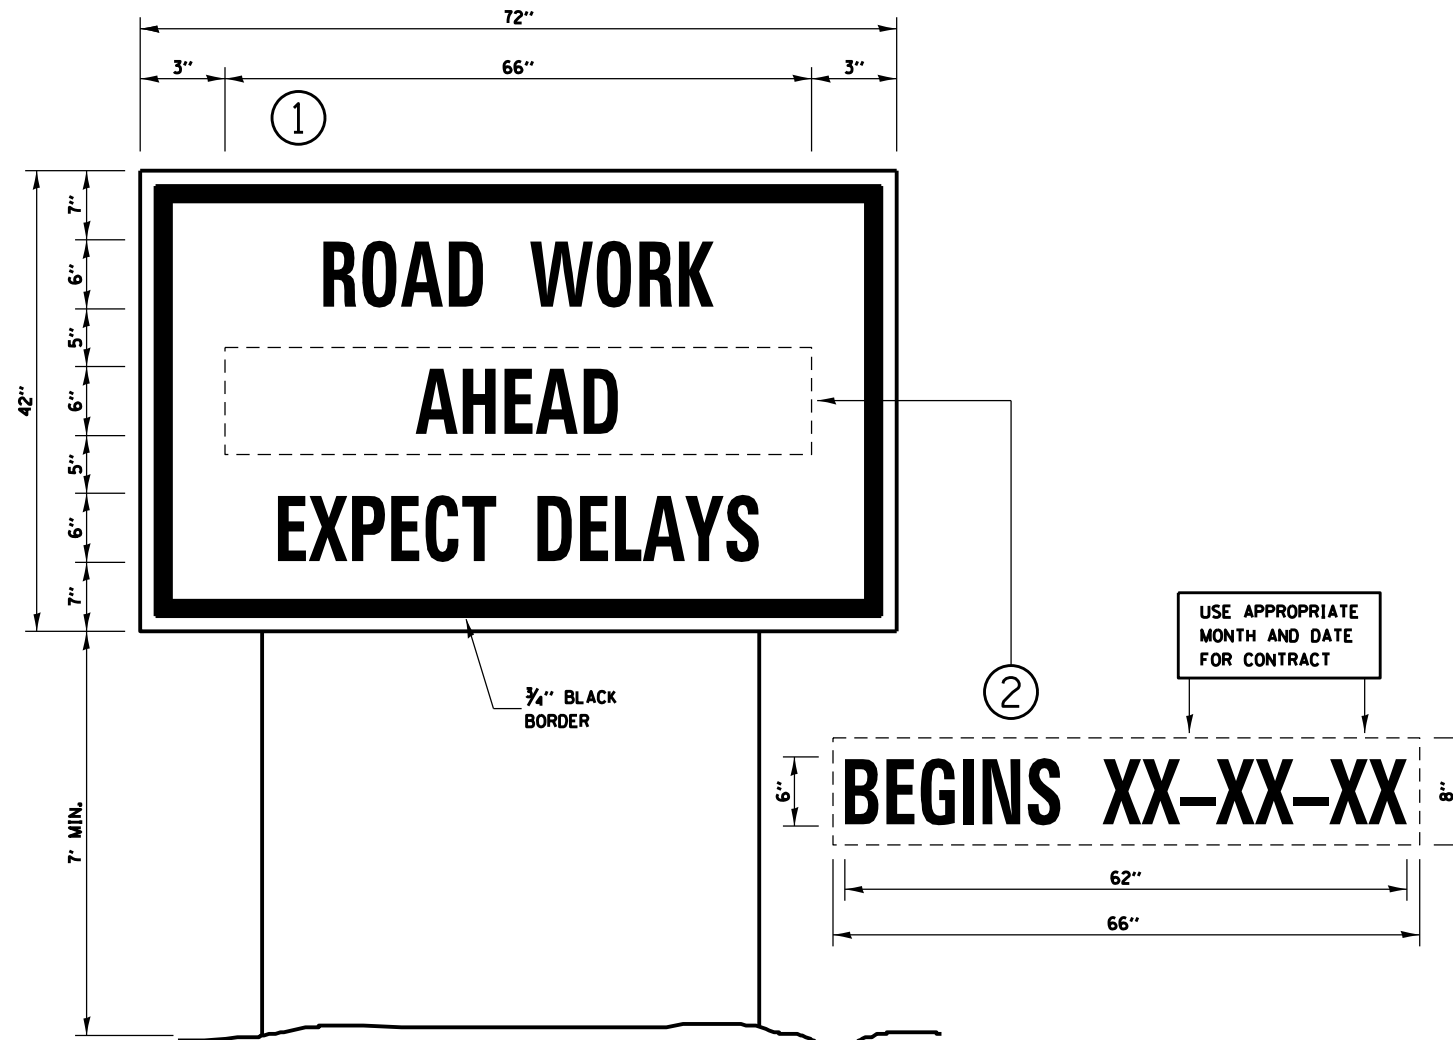 72"
3"
66"
3"
1
7"
6"
5"
6"
5"
6"
7"
42"
ROAD WORK
AHEAD
EXPECT DELAYS
3/4" BLACK
BORDER
7' MIN.
2
USE APPROPRIATE
MONTH AND DATE
FOR CONTRACT
6"
BEGINS XX-XX-XX
8"
62"
66"